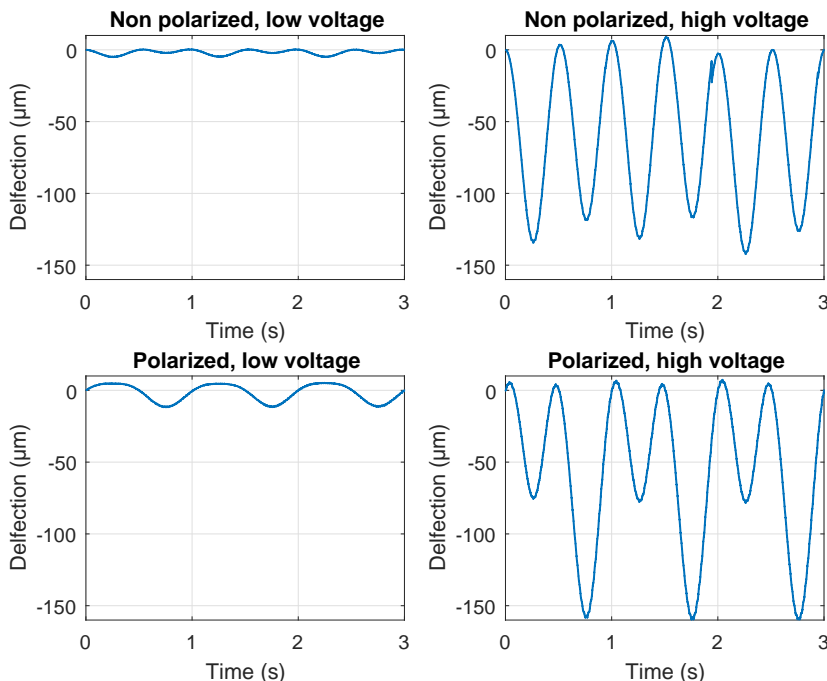 Non polarized, low voltage
0
-50
-100
-150
Delfection (µm)
0 1 2 3
Time (s)
Non polarized, high voltage
0
-50
-100
-150
Delfection (µm)
0 1 2 3
Time (s)
Polarized, low voltage
0
-50
-100
-150
Delfection (µm)
0 1 2 3
Time (s)
Polarized, high voltage
0
-50
-100
-150
Delfection (µm)
0 1 2 3
Time (s)